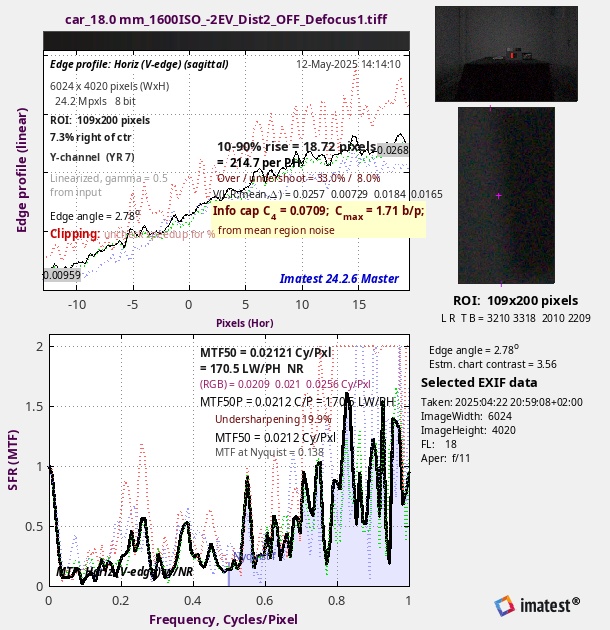 car_18.0 mm_1600ISO_-2EV_Dist2_OFF_Defocus1.tiff
Edge profile: Horiz (V-edge) (sagittal)
12-May-2025 14:14:10
6024 x 4020 pixels (WxH)
24.2 Mpxls   8 bit
ROI:  109x200 pixels
7.3% right of ctr
10-90% rise = 18.72 pixels
Y-channel  (YR 7)
=  214.7 per PH
0.0268
Linearized, gamma = 0.5
Over / undershoot = 33.0% /  8.0%
from input
V(L,R,mean,△) = 0.0257  0.00729  0.0184  0.0165
Edge angle = 2.78°
Info cap C4 = 0.0709;  Cmax = 1.71 b/p;
Clipping:
from mean region noise
0.00959
Imatest 24.2.6 Master
Edge profile (linear)
-10 -5 0 5 10 15
Pixels (Hor)
ROI:  109x200 pixels
L R  T B = 3210 3318  2010 2209
MTF50 = 0.02121 Cy/Pxl
= 170.5 LW/PH  NR
(RGB) = 0.0209  0.021  0.0256 Cy/Pxl
MTF50P = 0.0212 C/P = 170.5 LW/PH
Undersharpening 19.9%
MTF50 = 0.0212 Cy/Pxl
MTF at Nyquist = 0.138
Nyquist
MTF: Horiz (V-edge) w/NR
SFR (MTF)
2
1.5
1
0.5
0
0 0.2 0.4 0.6 0.8 1
Frequency, Cycles/Pixel
Edge angle = 2.78°
Estm. chart contrast = 3.56
Selected EXIF data
Taken: 2025:04:22 20:59:08+02:00
ImageWidth:  6024
ImageHeight:  4020
FL:    18
Aper:  f/11
imatest®